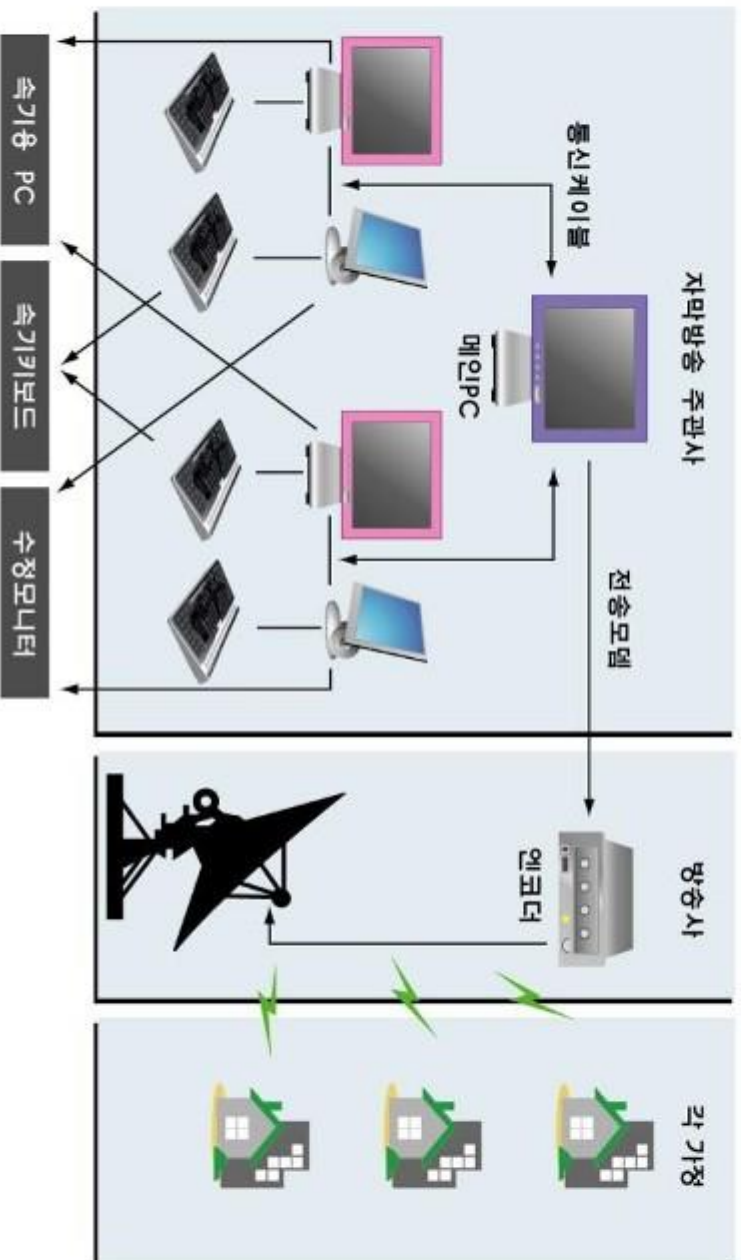 자막방송 주관사
방송사
각 가정
통신케이블
전송모뎀
메인PC
엔코더
속기용 PC
속기키보드
수정모니터